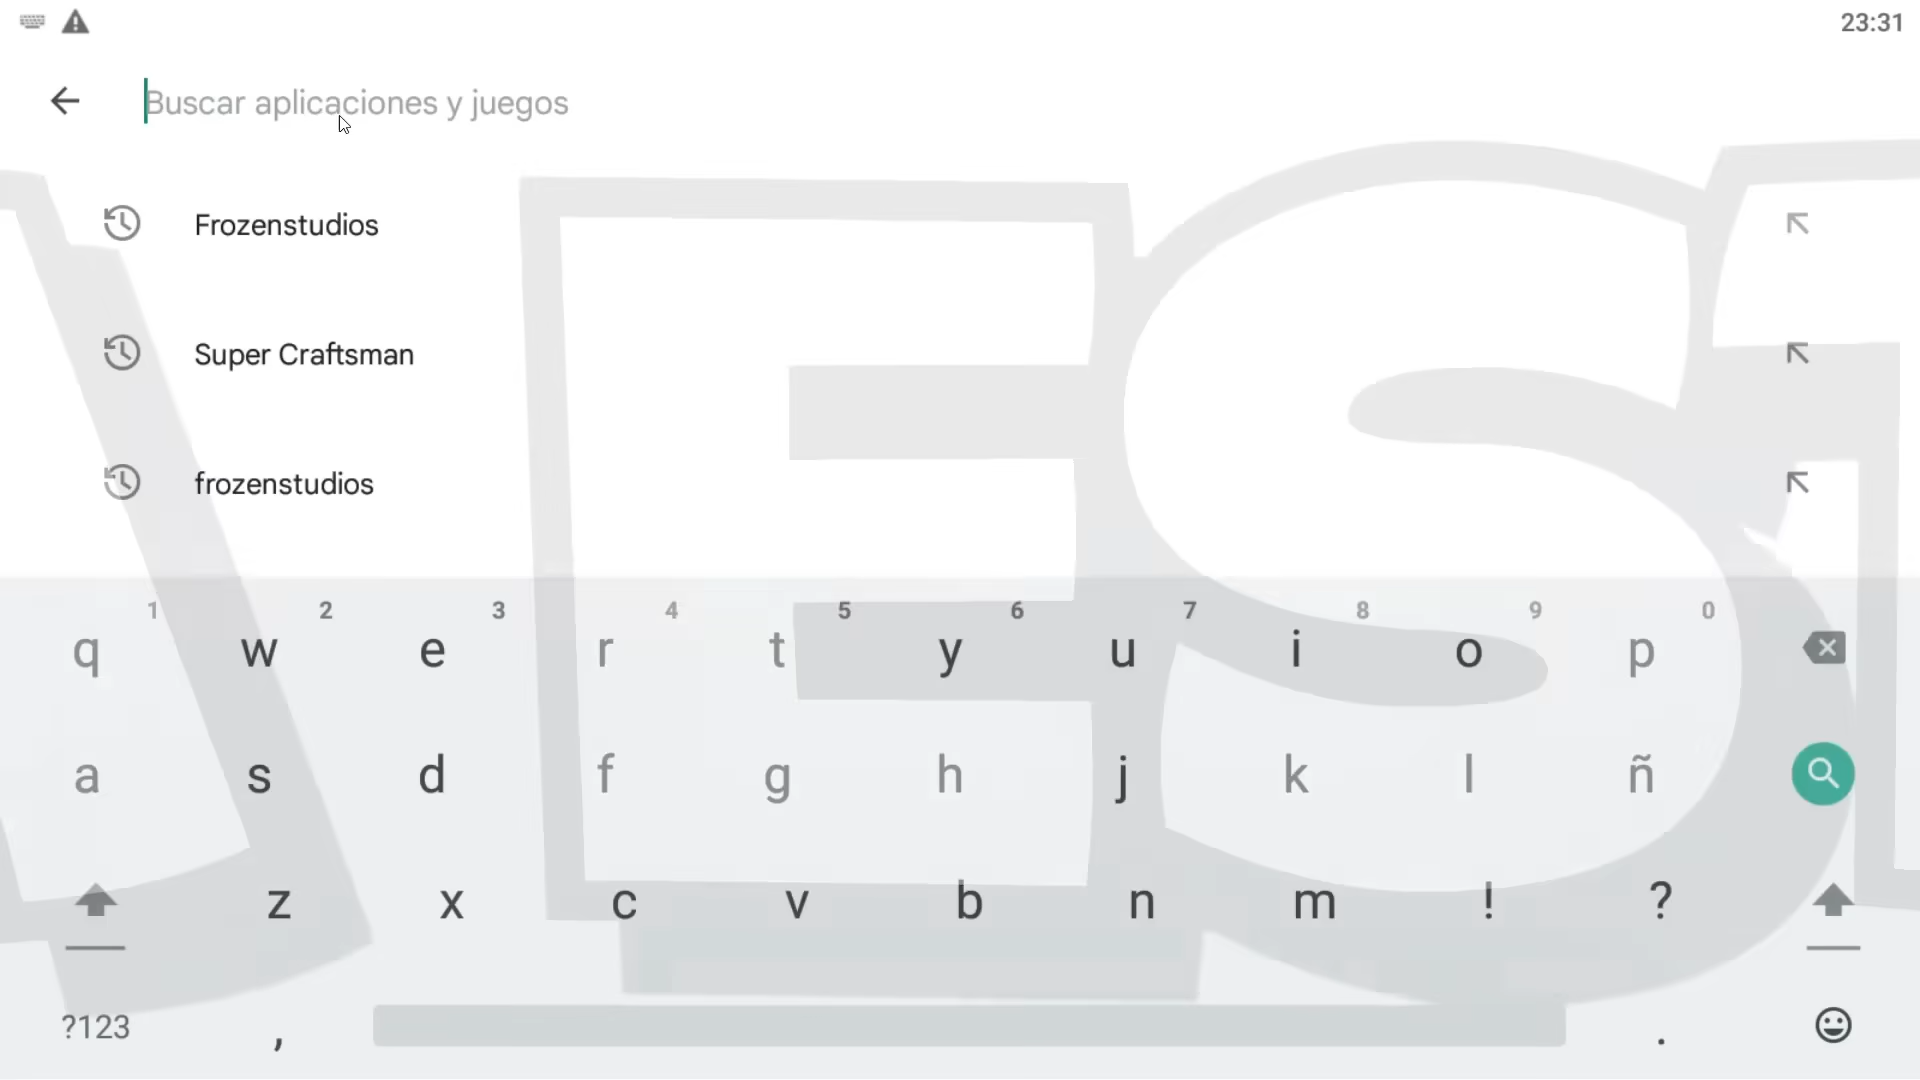 23:31
Buscar aplicaciones y juegos
Frozenstudios
Super Craftsman
frozenstudios
1 2 3 4 5 6 7 8 9 0
q w e r t y u i o p
a s d f g h j k l ñ
z x c v b n m ! ?
?123 , .